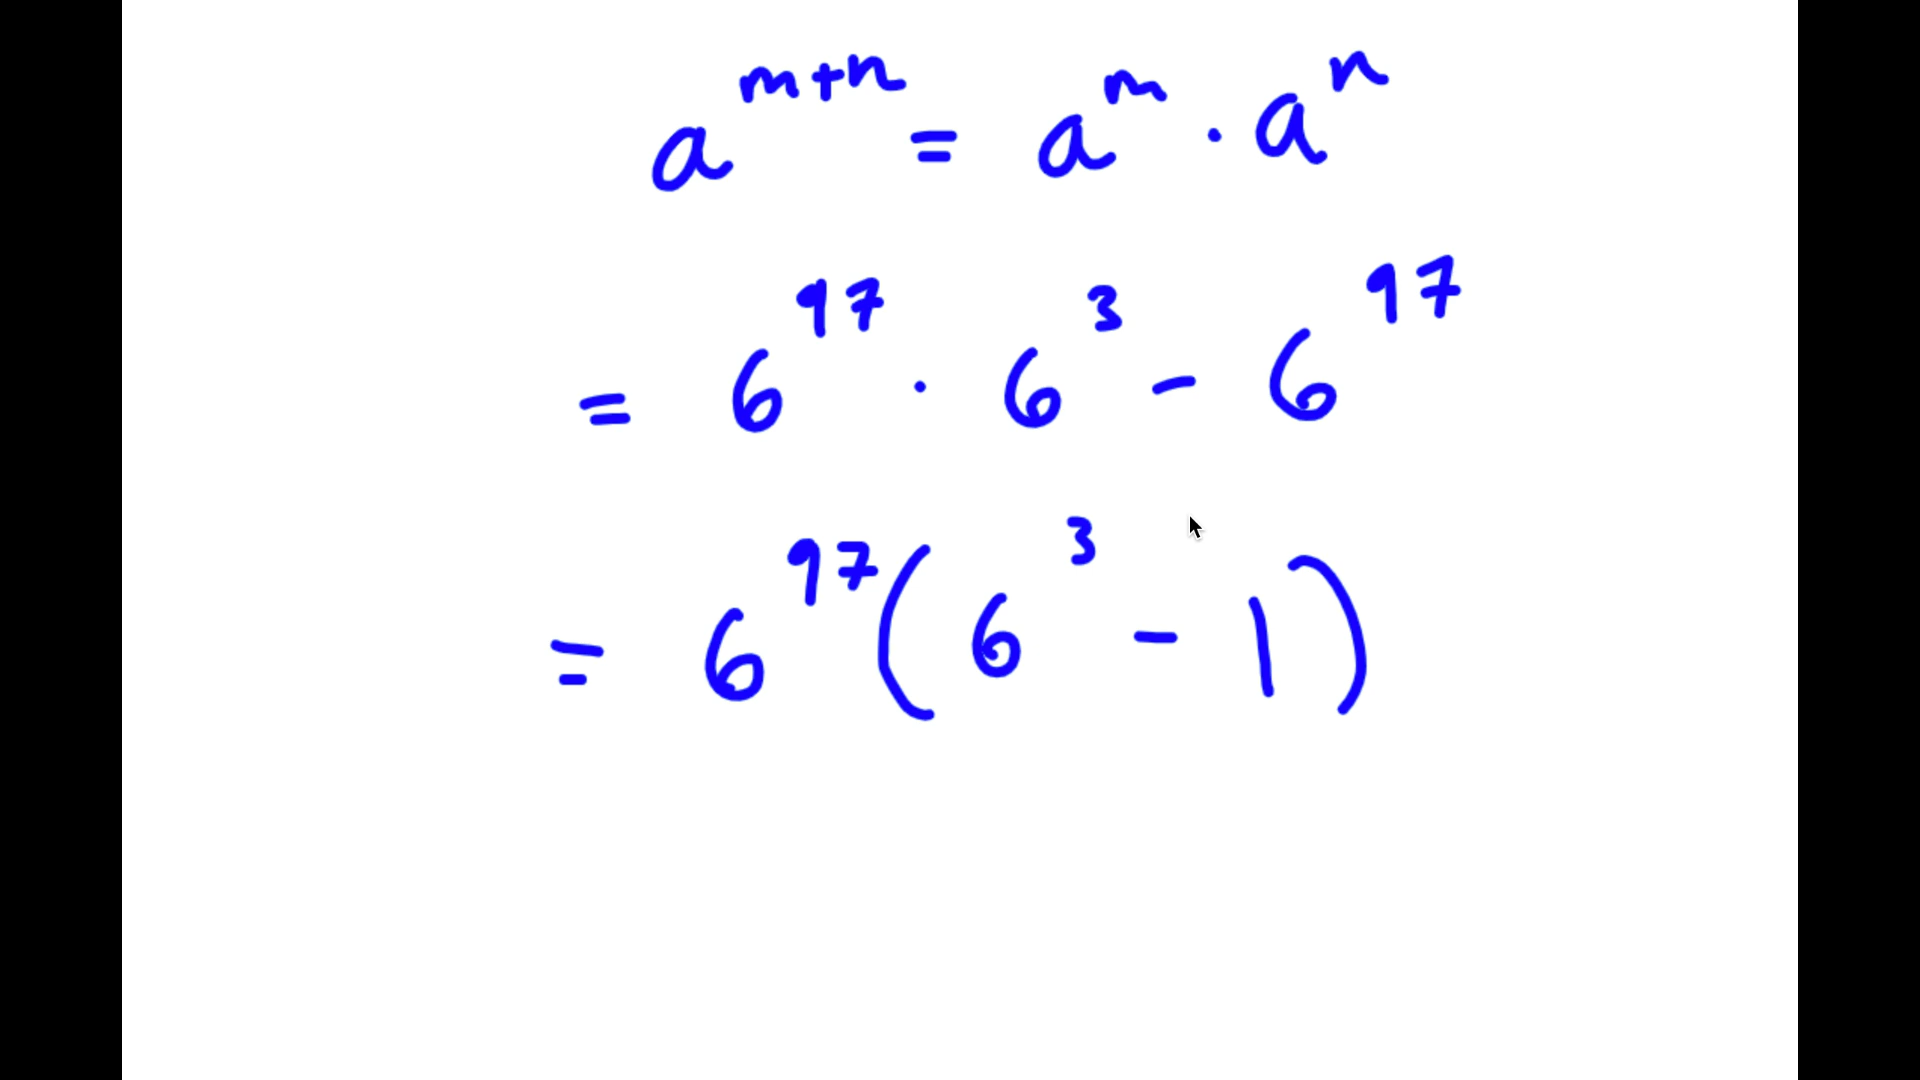 a^{m+n} = a^m · a^n
= 6^{97} · 6^3 - 6^{97}
= 6^{97}(6^3 - 1)